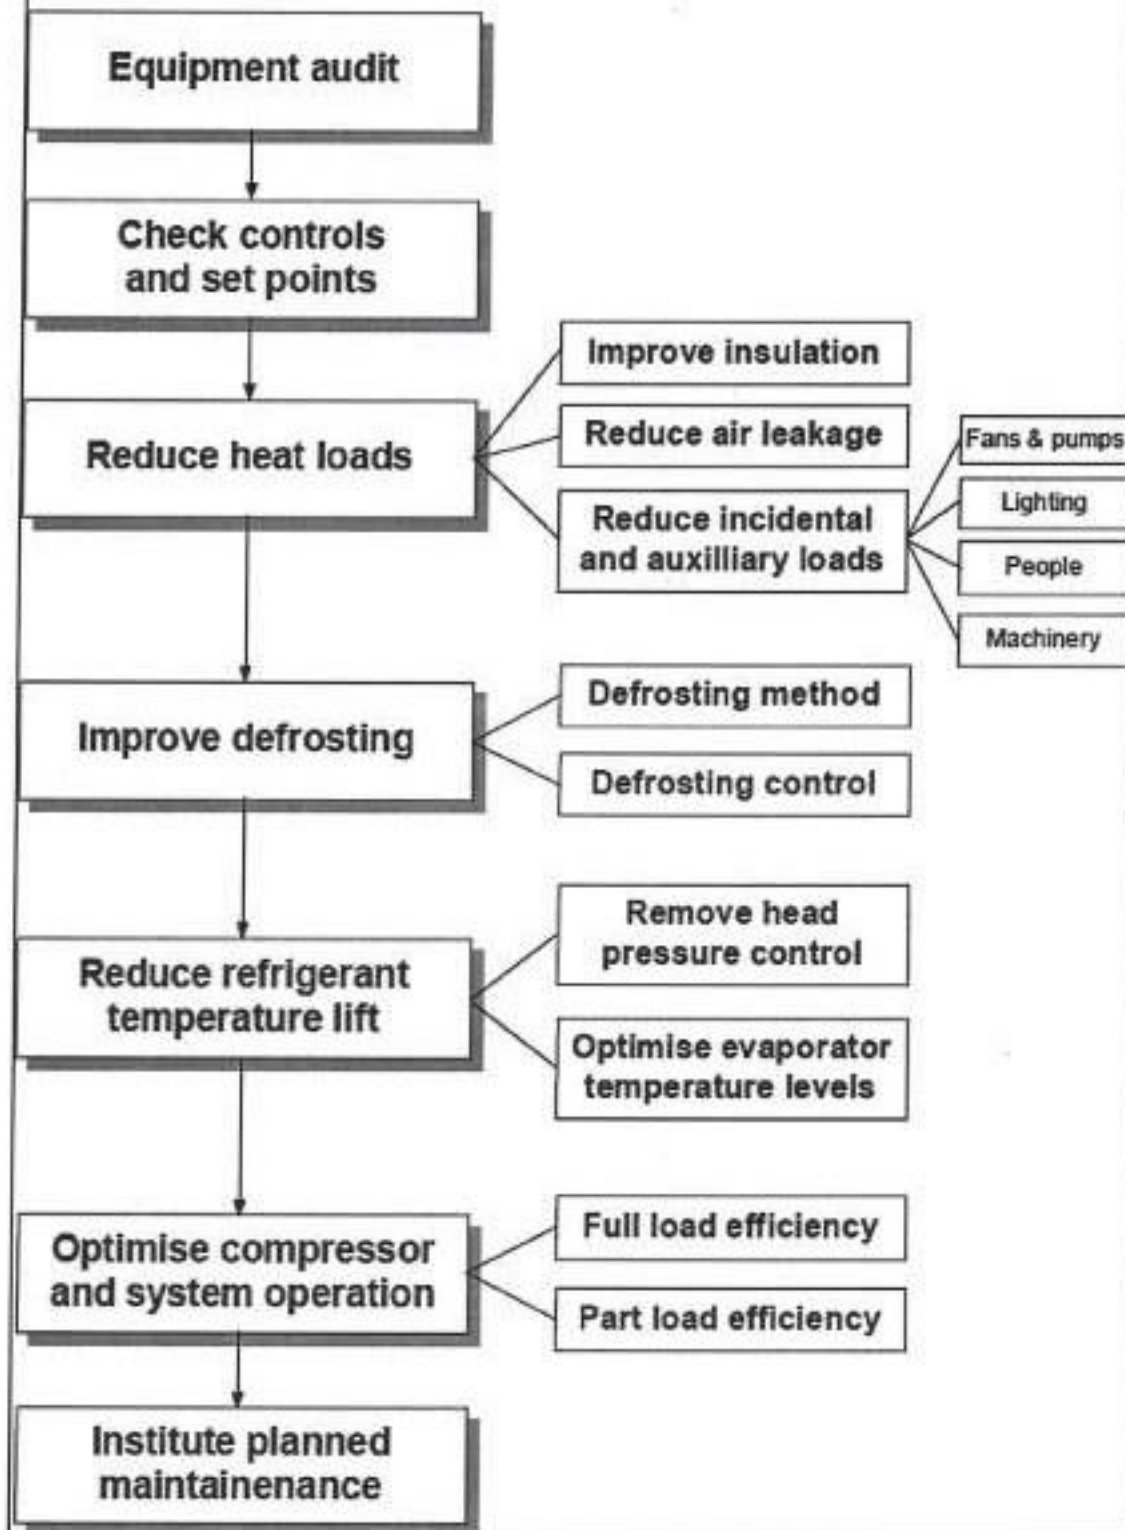 Equipment audit
Check controls
and set points
Reduce heat loads
Improve insulation
Reduce air leakage
Reduce incidental
and auxilliary loads
Fans & pumps
Lighting
People
Machinery
Improve defrosting
Defrosting method
Defrosting control
Reduce refrigerant
temperature lift
Remove head
pressure control
Optimise evaporator
temperature levels
Optimise compressor
and system operation
Full load efficiency
Part load efficiency
Institute planned
maintainenance